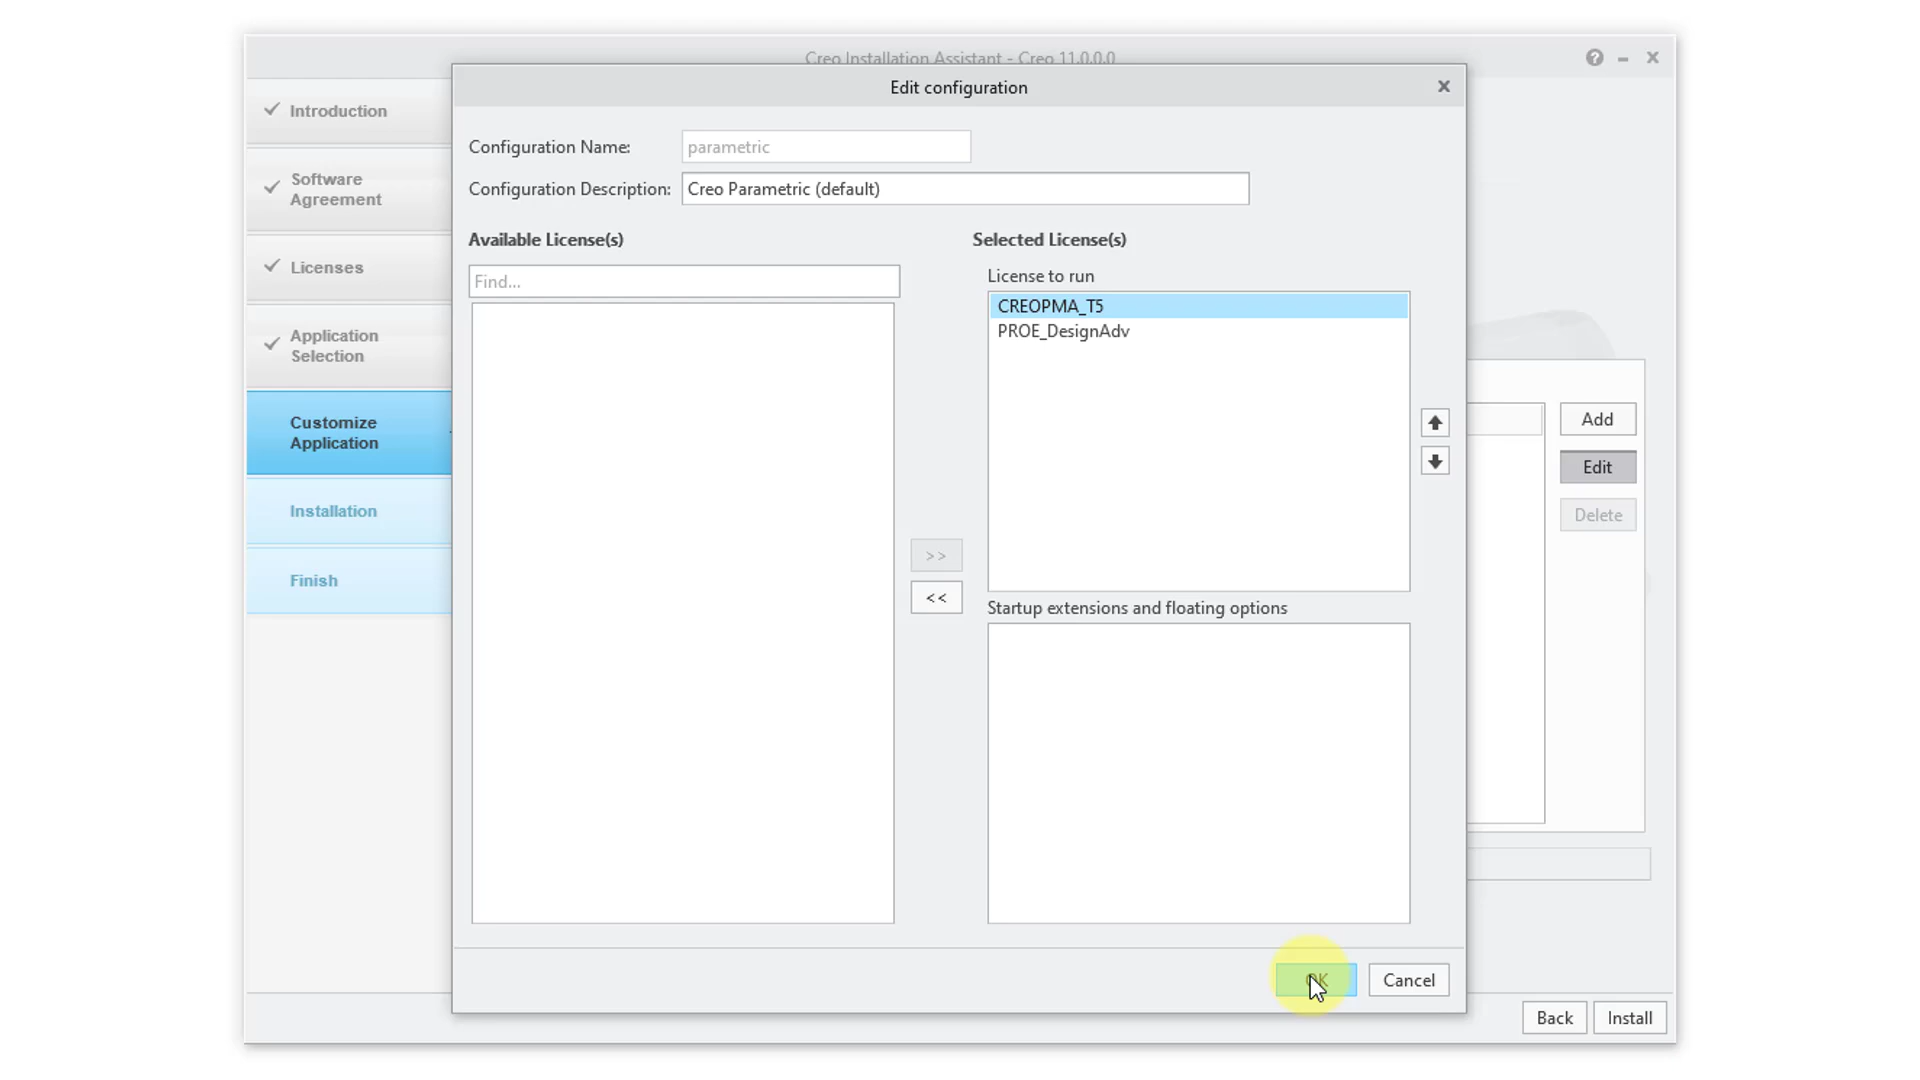 Creo Installation Assistant - Creo 11.0.0.0
Edit configuration
Introduction
Software
Agreement
Licenses
Application
Selection
Customize
Application
Installation
Finish
Configuration Name:
parametric
Configuration Description:
Creo Parametric (default)
Available License(s)
Find...
>>
<<
Selected License(s)
License to run
CREOPMA_T5
PROE_DesignAdv
Startup extensions and floating options
OK
Cancel
Add
Edit
Delete
Back
Install